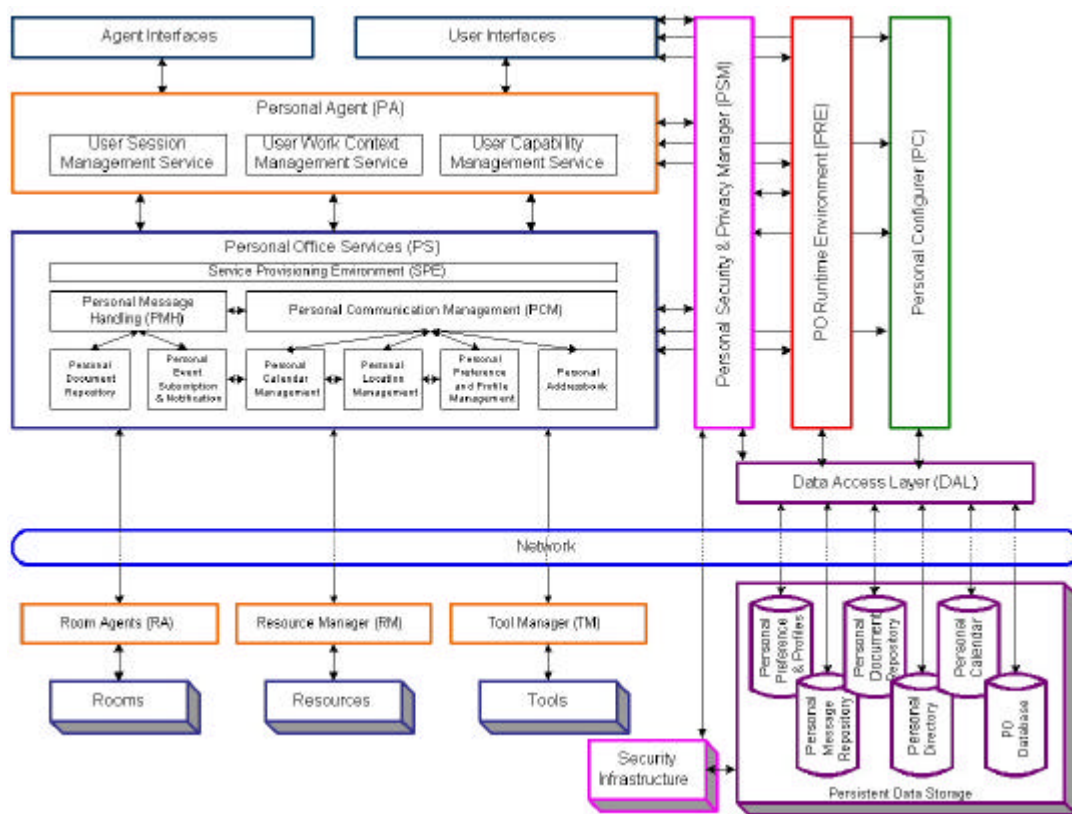 Agent Interfaces
User Interfaces
Personal Agent (PA)
User Session
Management Service
User Work Context
Management Service
User Capability
Management Service
Personal Office Services (PS)
Service Provisioning Environment (SPE)
Personal Message
Handling (PMH)
Personal Communication Management (PCM)
Personal
Document
Repository
Personal
Event
Subscription
& Notification
Personal
Calendar
Management
Personal
Location
Management
Personal
Preference
and Profile
Management
Personal
Addressbook
Personal Security & Privacy Manager (PSM)
PO Runtime Environment (PRE)
Personal Configurer (PC)
Data Access Layer (DAL)
Network
Room Agents (RA)
Resource Manager (RM)
Tool Manager (TM)
Rooms
Resources
Tools
Security
Infrastructure
Personal
Preference
& Profiles
Personal
Message
Repository
Personal
Document
Repository
Personal
Directory
Personal
Calendar
PO
Database
Persistent Data Storage